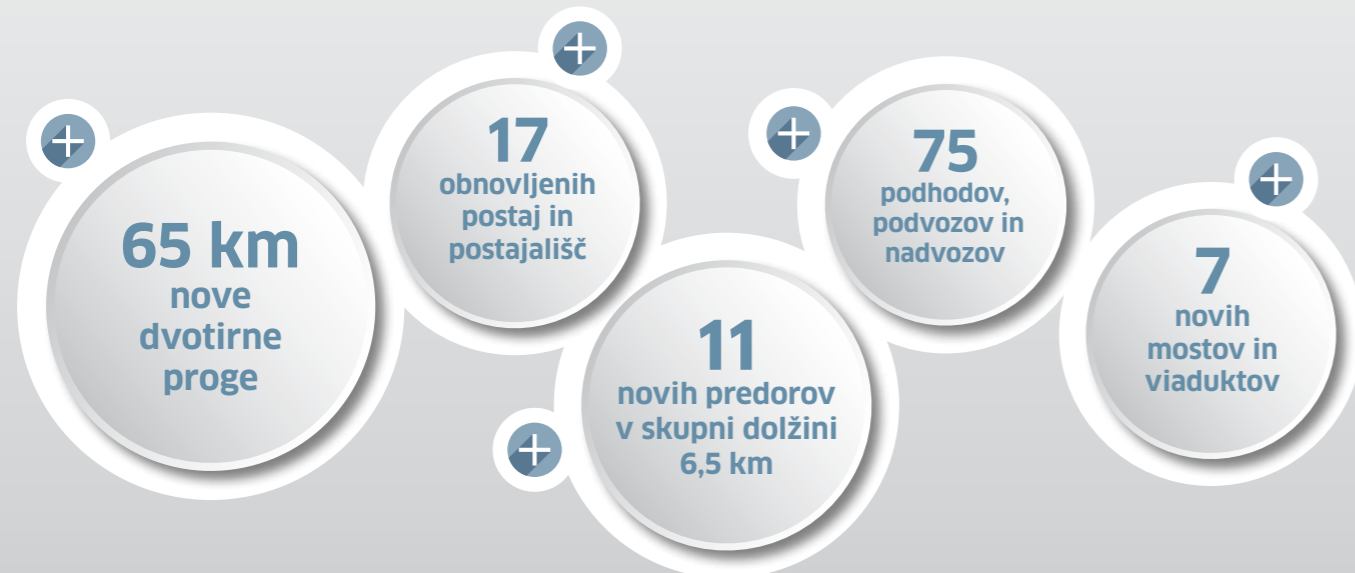 65 km
nove
dvotirne
proge
17
obnovljenih
postaj in
postajališč
11
novih predorov
v skupni dolžini
6,5 km
75
podhodov,
podvozov in
nadvozov
7
novih
mostov in
viaduktov